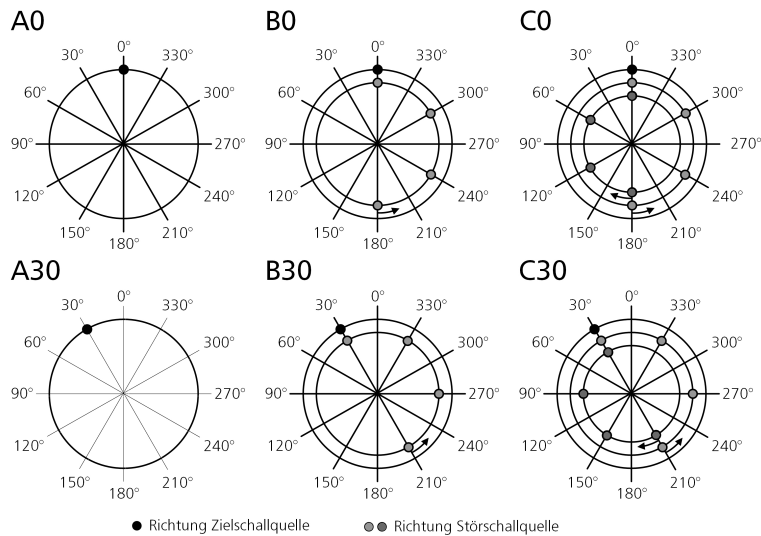 A0 B0 C0
0° 0° 0°
30° 330° 30° 330° 30° 330°
60° 300° 60° 300° 60° 300°
90° 270° 90° 270° 90° 270°
120° 240° 120° 240° 120° 240°
150° 210° 150° 210° 150° 210°
180° 180° 180°
A30 B30 C30
0° 0° 0°
30° 330° 30° 330° 30° 330°
60° 300° 60° 300° 60° 300°
90° 270° 90° 270° 90° 270°
120° 240° 120° 240° 120° 240°
150° 210° 150° 210° 150° 210°
180° 180° 180°
Richtung Zielschallquelle Richtung Störschallquelle